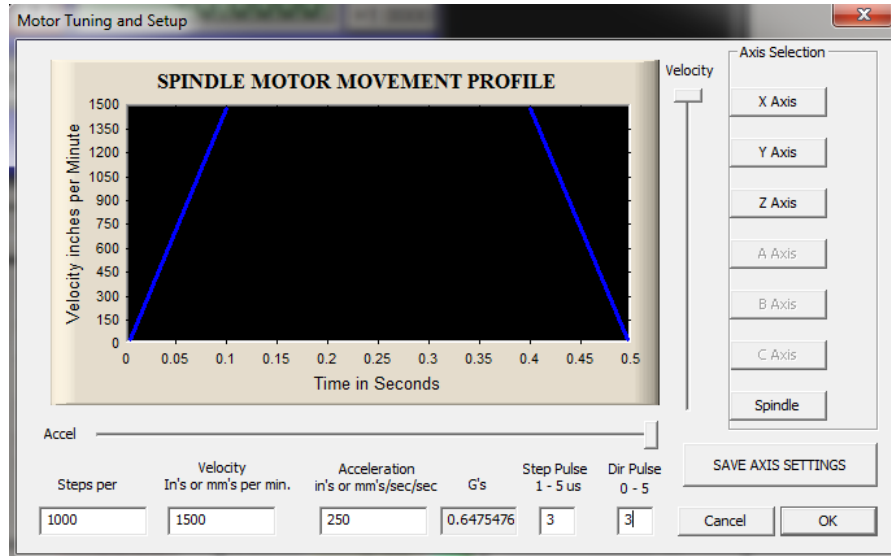 Motor Tuning and Setup
SPINDLE MOTOR MOVEMENT PROFILE
Velocity inches per Minute
1500
1350
1200
1050
900
750
600
450
300
150
0
0 0.05 0.1 0.15 0.2 0.25 0.3 0.35 0.4 0.45 0.5
Time in Seconds
Velocity
Axis Selection
X Axis
Y Axis
Z Axis
A Axis
B Axis
C Axis
Spindle
Accel
Steps per
1000
Velocity
In's or mm's per min.
1500
Acceleration
in's or mm's/sec/sec
250
G's
0.6475476
Step Pulse
1 - 5 us
3
Dir Pulse
0 - 5
3
SAVE AXIS SETTINGS
Cancel
OK